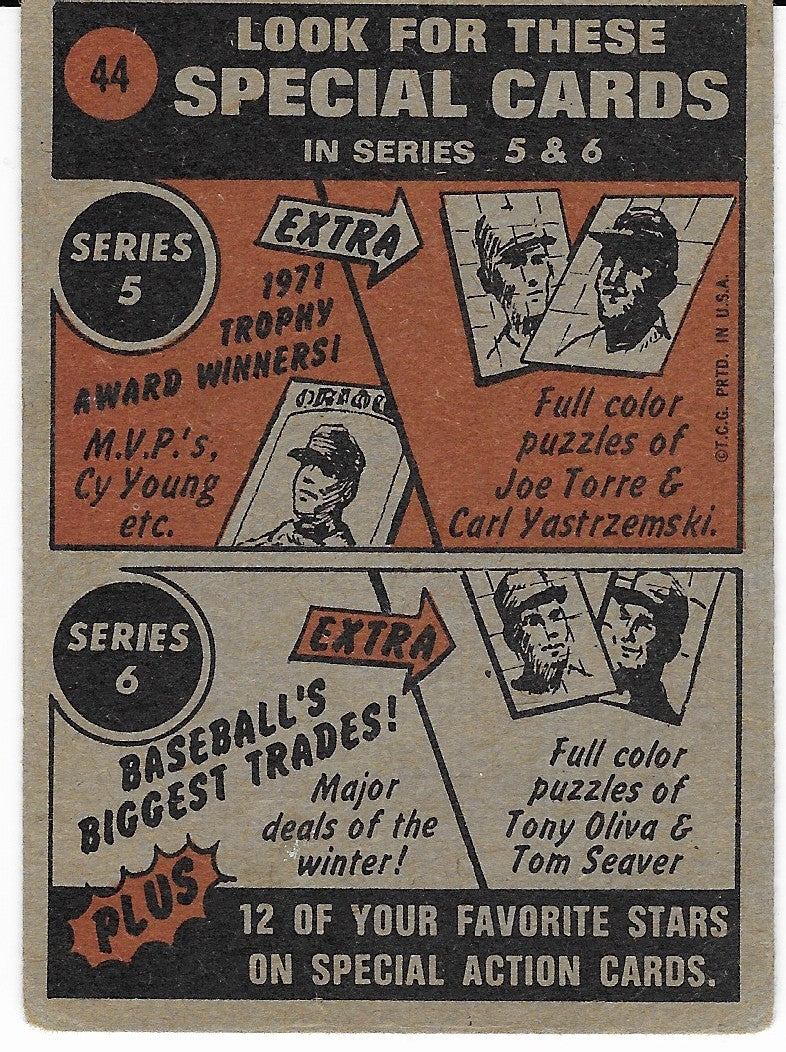 44
LOOK FOR THESE
SPECIAL CARDS
IN SERIES 5 & 6
SERIES
5
EXTRA
1971
TROPHY
AWARD WINNERS!
M.V.P.'s,
Cy Young
etc.
Full color
puzzles of
Joe Torre &
Carl Yastrzemski.
©T.C.G. PRTD. IN U.S.A.
SERIES
6
EXTRA
BASEBALL'S
BIGGEST TRADES!
Major
deals of the
winter!
Full color
puzzles of
Tony Oliva &
Tom Seaver
PLUS
12 OF YOUR FAVORITE STARS
ON SPECIAL ACTION CARDS.